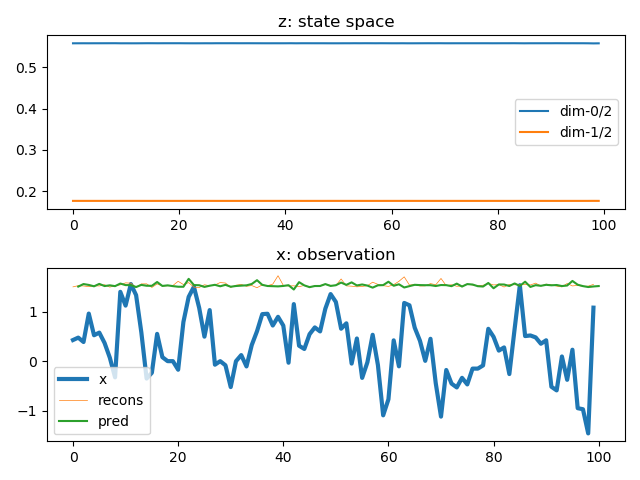 z: state space
0.5
0.4
0.3
0.2
dim-0/2
dim-1/2
0 20 40 60 80 100
x: observation
1
0
−1
x
recons
pred
0 20 40 60 80 100